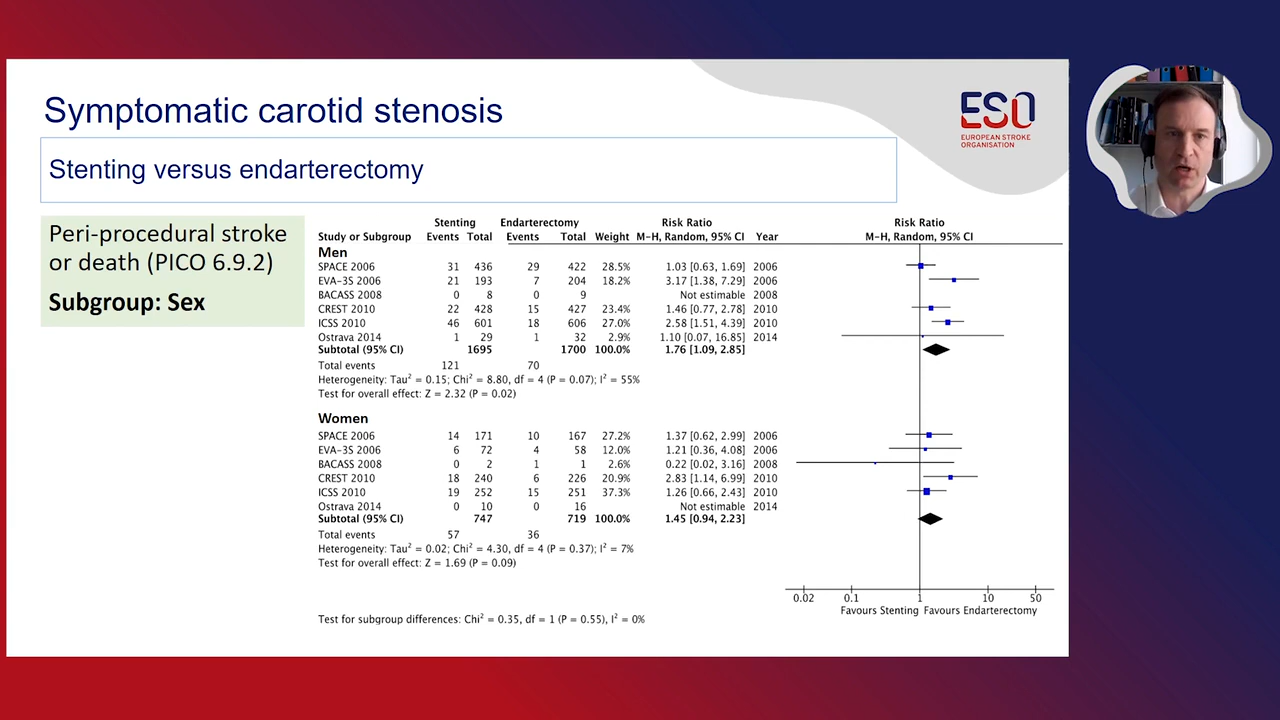 Symptomatic carotid stenosis
ESO
EUROPEAN STROKE
ORGANISATION
Stenting versus endarterectomy
Peri-procedural stroke
or death (PICO 6.9.2)
Subgroup: Sex
Stenting Endarterectomy Risk Ratio Risk Ratio
Study or Subgroup Events Total Events Total Weight M-H, Random, 95% CI Year M-H, Random, 95% CI
Men
SPACE 2006 31 436 29 422 28.5% 1.03 [0.63, 1.69] 2006
EVA-3S 2006 21 193 7 204 18.2% 3.17 [1.38, 7.29] 2006
BACASS 2008 0 8 0 9 Not estimable 2008
CREST 2010 22 428 15 427 23.4% 1.46 [0.77, 2.78] 2010
ICSS 2010 46 601 18 606 27.0% 2.58 [1.51, 4.39] 2010
Ostrava 2014 1 29 1 32 2.9% 1.10 [0.07, 16.85] 2014
Subtotal (95% CI) 1695 1700 100.0% 1.76 [1.09, 2.85]
Total events 121 70
Heterogeneity: Tau² = 0.15; Chi² = 8.80, df = 4 (P = 0.07); I² = 55%
Test for overall effect: Z = 2.32 (P = 0.02)
Women
SPACE 2006 14 171 10 167 27.2% 1.37 [0.62, 2.99] 2006
EVA-3S 2006 6 72 4 58 12.0% 1.21 [0.36, 4.08] 2006
BACASS 2008 0 2 1 1 2.6% 0.22 [0.02, 3.16] 2008
CREST 2010 18 240 6 226 20.9% 2.83 [1.14, 6.99] 2010
ICSS 2010 19 252 15 251 37.3% 1.26 [0.66, 2.43] 2010
Ostrava 2014 0 10 0 16 Not estimable 2014
Subtotal (95% CI) 747 719 100.0% 1.45 [0.94, 2.23]
Total events 57 36
Heterogeneity: Tau² = 0.02; Chi² = 4.30, df = 4 (P = 0.37); I² = 7%
Test for overall effect: Z = 1.69 (P = 0.09)
0.02 0.1 1 10 50
Favours Stenting Favours Endarterectomy
Test for subgroup differences: Chi² = 0.35, df = 1 (P = 0.55), I² = 0%